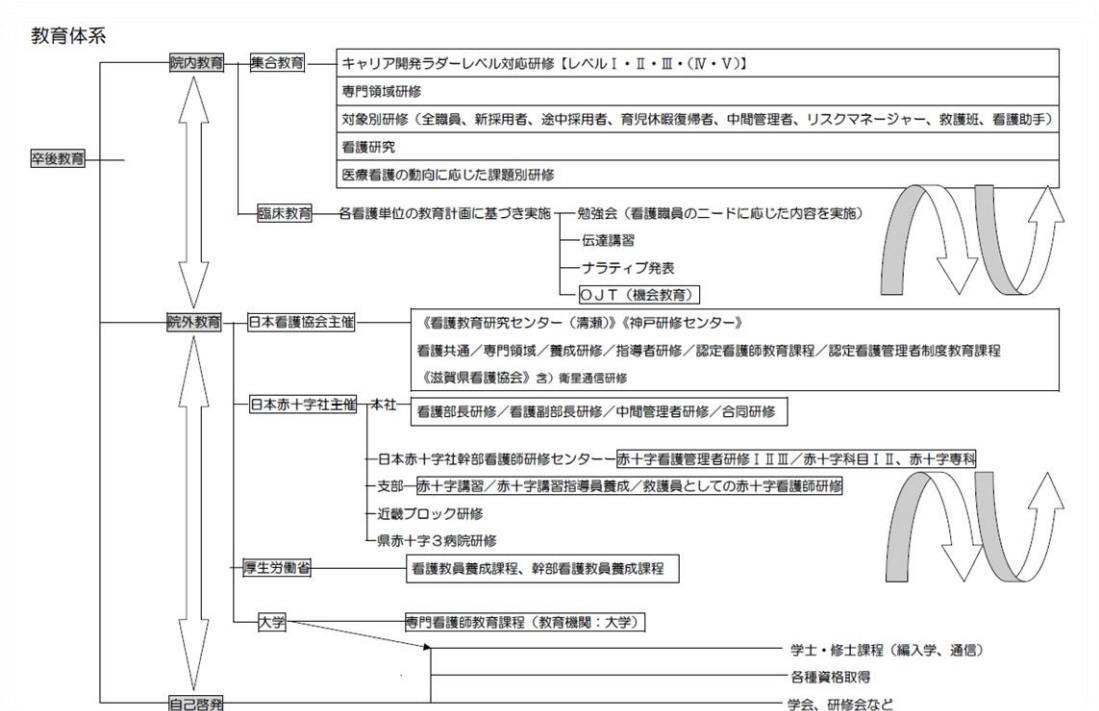 教育体系
院内教育
集合教育
キャリア開発ラダーレベル対応研修【レベルⅠ・Ⅱ・Ⅲ・(Ⅳ・Ⅴ)】
専門領域研修
対象別研修（全職員、新採用者、途中採用者、育児休暇復帰者、中間管理者、リスクマネージャー、救護班、看護助手）
看護研究
医療看護の動向に応じた課題別研修
卒後教育
臨床教育
各看護単位の教育計画に基づき実施
勉強会（看護職員のニードに応じた内容を実施）
伝達講習
ナラティブ発表
ＯＪＴ（機会教育）
院外教育
日本看護協会主催
《看護教育研究センター（清瀬）》《神戸研修センター》
看護共通／専門領域／養成研修／指導者研修／認定看護師教育課程／認定看護管理者制度教育課程
《滋賀県看護協会》含）衛星通信研修
日本赤十字社主催
本社
看護部長研修／看護副部長研修／中間管理者研修／合同研修
日本赤十字社幹部看護師研修センター
赤十字看護管理者研修ⅠⅡⅢ／赤十字科目ⅠⅡ、赤十字専科
支部
赤十字講習／赤十字講習指導員養成／救護員としての赤十字看護師研修
近畿ブロック研修
県赤十字３病院研修
厚生労働省
看護教員養成課程、幹部看護教員養成課程
大学
専門看護師教育課程（教育機関：大学）
学士・修士課程（編入学、通信）
各種資格取得
自己啓発
学会、研修会など